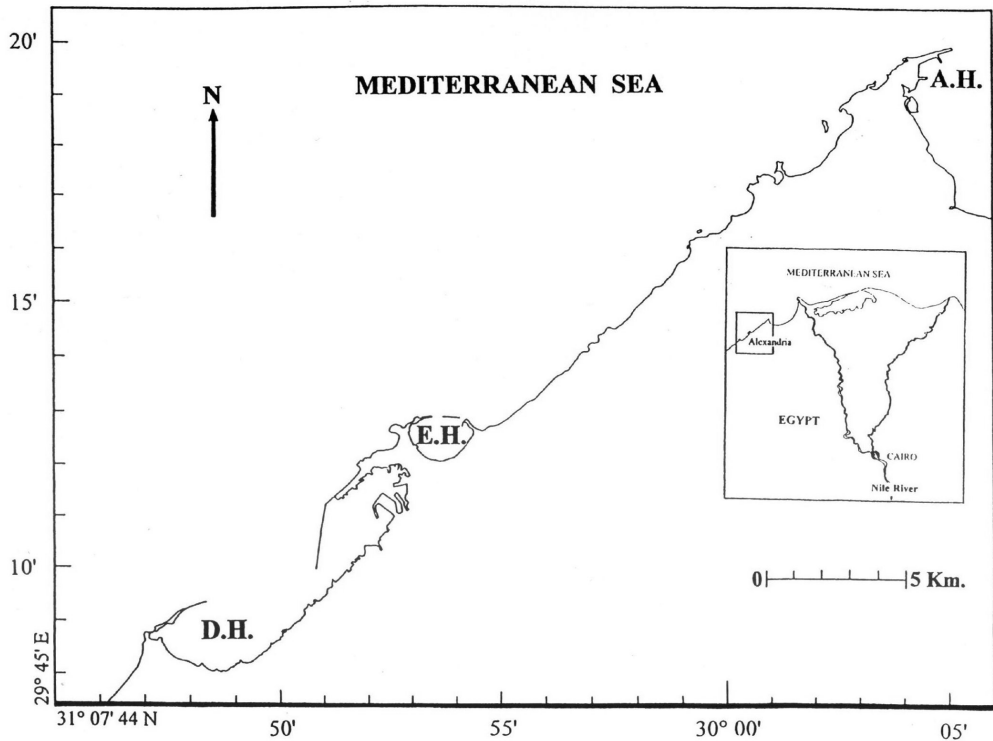 20'
MEDITERRANEAN SEA
A.H.
N
15'
MEDITERRANEAN SEA
Alexandria
EGYPT
CAIRO
Nile River
E.H.
10'
0 5 Km.
D.H.
29° 45' E
31° 07' 44 N
50'
55'
30° 00'
05'